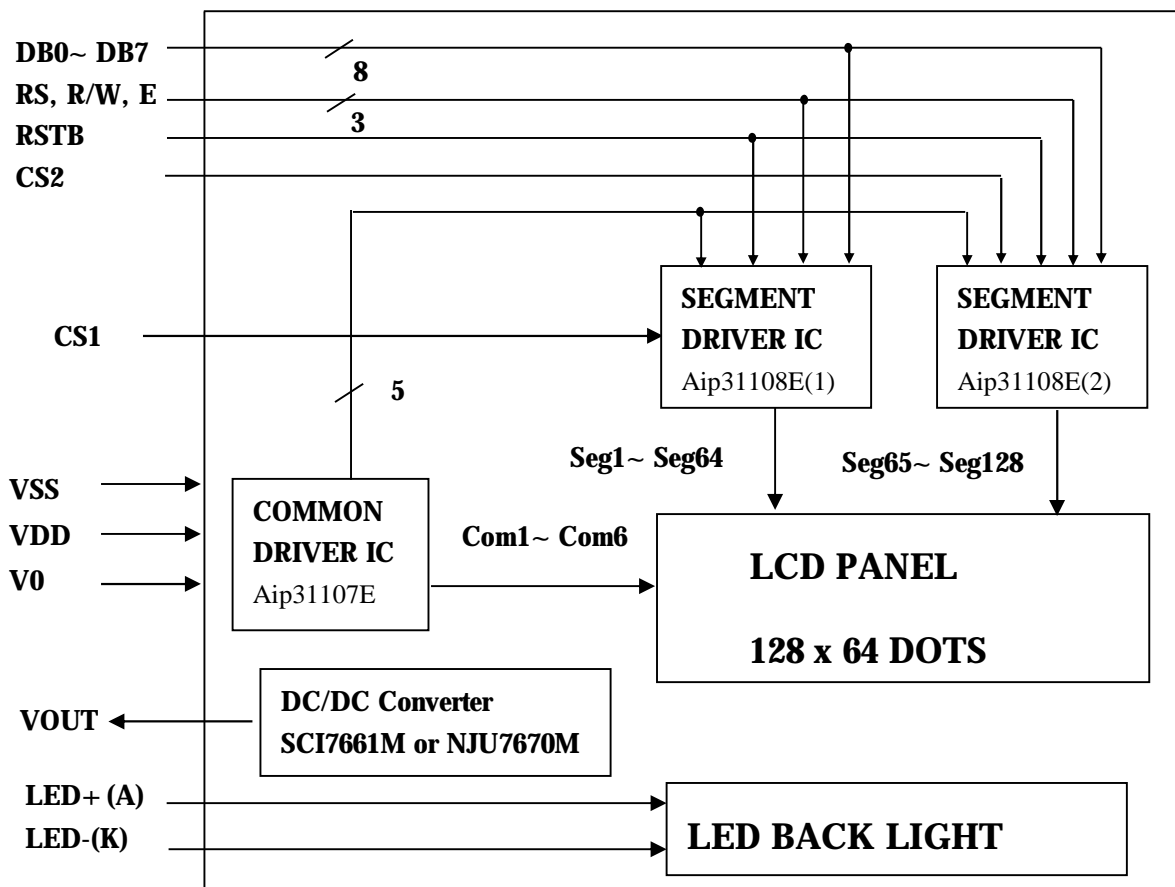 DB0~ DB7
8
RS, R/W, E
3
RSTB
CS2
SEGMENT
DRIVER IC
Aip31108E(1)
SEGMENT
DRIVER IC
Aip31108E(2)
CS1
5
Seg1~ Seg64
Seg65~ Seg128
VSS
VDD
V0
COMMON
DRIVER IC
Aip31107E
Com1~ Com6
LCD PANEL
128 x 64 DOTS
VOUT
DC/DC Converter
SCI7661M or NJU7670M
LED+(A)
LED-(K)
LED BACK LIGHT